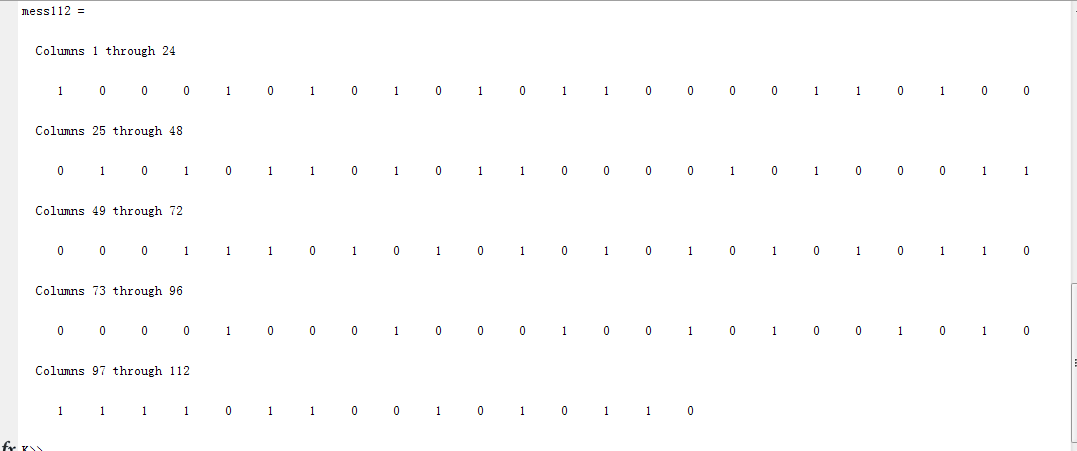 mess112 =
Columns 1 through 24
1 0 0 0 1 0 1 0 1 0 1 0 1 1 0 0 0 0 1 1 0 1 0 0
Columns 25 through 48
0 1 0 1 0 1 1 0 1 0 1 1 0 0 0 0 1 0 1 0 0 0 1 1
Columns 49 through 72
0 0 0 1 1 1 0 1 0 1 0 1 0 1 0 1 0 1 0 1 0 1 1 0
Columns 73 through 96
0 0 0 0 1 0 0 0 1 0 0 0 1 0 0 1 0 1 0 0 1 0 1 0
Columns 97 through 112
1 1 1 1 0 1 1 0 0 1 0 1 0 1 1 0
fx K>>